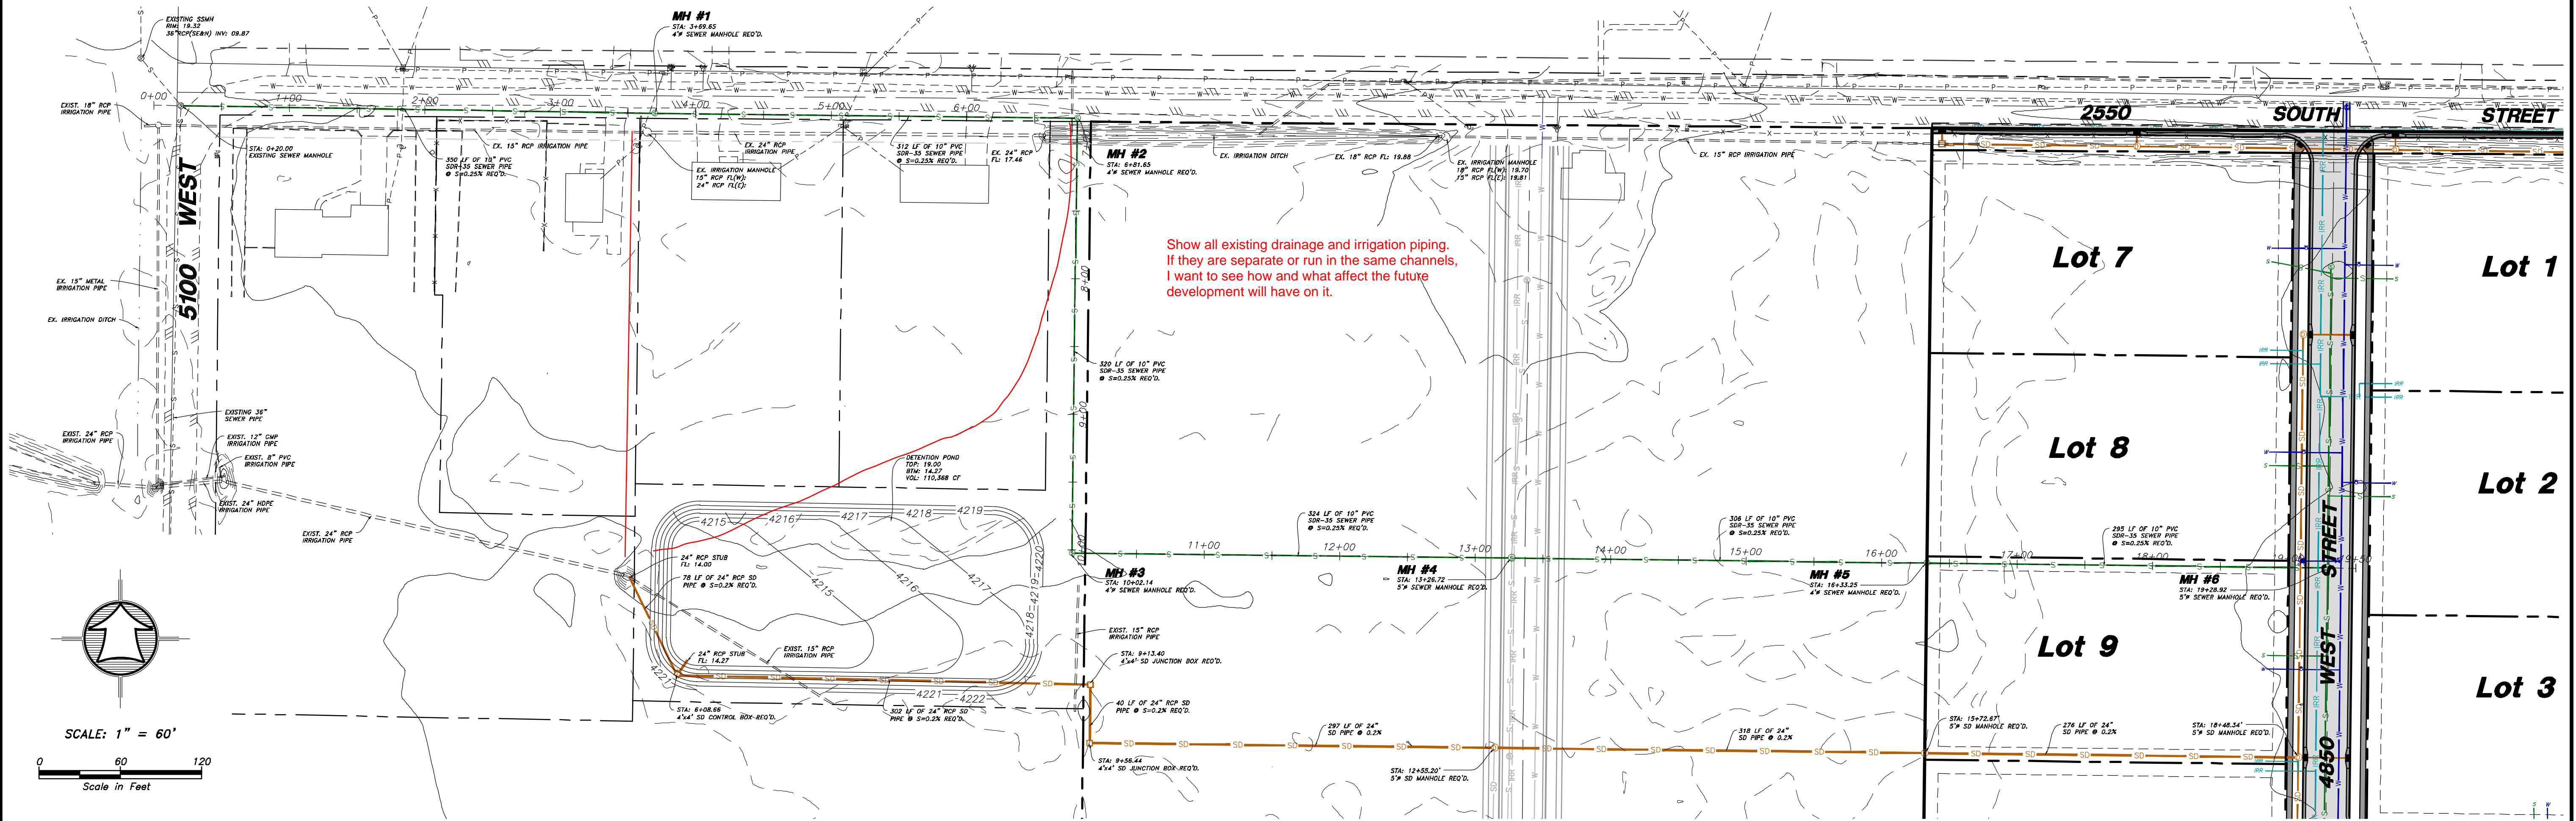 EXISTING SSMH
RIM: 19.32
36"RCP(SE&N) INV: 09.87
MH #1
STA: 3+69.65
4'ø SEWER MANHOLE REQ'D.
EXIST. 18" RCP
IRRIGATION PIPE
0+00
1+00
2+00
3+00
4+00
5+00
6+00
STA: 0+20.00
EXISTING SEWER MANHOLE
350 LF OF 10" PVC
SDR-35 SEWER PIPE
@ S=0.25% REQ'D.
EX. 15" RCP IRRIGATION PIPE
EX. IRRIGATION MANHOLE
15" RCP FL(W):
24" RCP FL(E):
EX. 24" RCP
IRRIGATION PIPE
312 LF OF 10" PVC
SDR-35 SEWER PIPE
@ S=0.25% REQ'D.
EX. 24" RCP
FL: 17.46
MH #2
STA: 6+81.65
4'ø SEWER MANHOLE REQ'D.
EX. IRRIGATION DITCH
EX. 18" RCP FL: 19.88
EX. IRRIGATION MANHOLE
18" RCP FL(W): 19.70
15" RCP FL(E): 19.81
EX. 15" RCP IRRIGATION PIPE
2550 SOUTH STREET
5100 WEST
EX. 15" METAL
IRRIGATION PIPE
EX. IRRIGATION DITCH
Show all existing drainage and irrigation piping.
If they are separate or run in the same channels,
I want to see how and what affect the future
development will have on it.
8+00
9+00
10+00
320 LF OF 10" PVC
SDR-35 SEWER PIPE
@ S=0.25% REQ'D.
Lot 7
Lot 1
EXISTING 36"
SEWER PIPE
EXIST. 24" RCP
IRRIGATION PIPE
EXIST. 12" CMP
IRRIGATION PIPE
EXIST. 8" PVC
IRRIGATION PIPE
EXIST. 24" HDPE
IRRIGATION PIPE
EXIST. 24" RCP
IRRIGATION PIPE
DETENTION POND
TOP: 19.00
BTM: 14.27
VOL: 110,368 CF
Lot 8
Lot 2
4215
4216
4217
4218
4219
4218
4219
4220
4215
4216
4217
4221
4221
4222
24" RCP STUB
FL: 14.00
78 LF OF 24" RCP SD
PIPE @ S=0.2% REQ'D.
24" RCP STUB
FL: 14.27
EXIST. 15" RCP
IRRIGATION PIPE
STA: 6+08.66
4'x4' SD CONTROL BOX REQ'D.
302 LF OF 24" RCP SD
PIPE @ S=0.2% REQ'D.
MH #3
STA: 10+02.14
4'ø SEWER MANHOLE REQ'D.
11+00
12+00
13+00
14+00
15+00
16+00
17+00
18+00
19+00
19+50
324 LF OF 10" PVC
SDR-35 SEWER PIPE
@ S=0.25% REQ'D.
MH #4
STA: 13+26.72
5'ø SEWER MANHOLE REQ'D.
306 LF OF 10" PVC
SDR-35 SEWER PIPE
@ S=0.25% REQ'D.
MH #5
STA: 16+33.25
4'ø SEWER MANHOLE REQ'D.
295 LF OF 10" PVC
SDR-35 SEWER PIPE
@ S=0.25% REQ'D.
MH #6
STA: 19+28.92
5'ø SEWER MANHOLE REQ'D.
4850 WEST STREET
EXIST. 15" RCP
IRRIGATION PIPE
STA: 9+13.40
4'x4' SD JUNCTION BOX REQ'D.
40 LF OF 24" RCP SD
PIPE @ S=0.2% REQ'D.
STA: 9+56.44
4'x4' SD JUNCTION BOX REQ'D.
297 LF OF 24"
SD PIPE @ 0.2%
STA: 12+55.20'
5'ø SD MANHOLE REQ'D.
318 LF OF 24"
SD PIPE @ 0.2%
Lot 9
Lot 3
STA: 15+72.67'
5'ø SD MANHOLE REQ'D.
276 LF OF 24"
SD PIPE @ 0.2%
STA: 18+48.34'
5'ø SD MANHOLE REQ'D.
SCALE: 1" = 60'
0 60 120
Scale in Feet